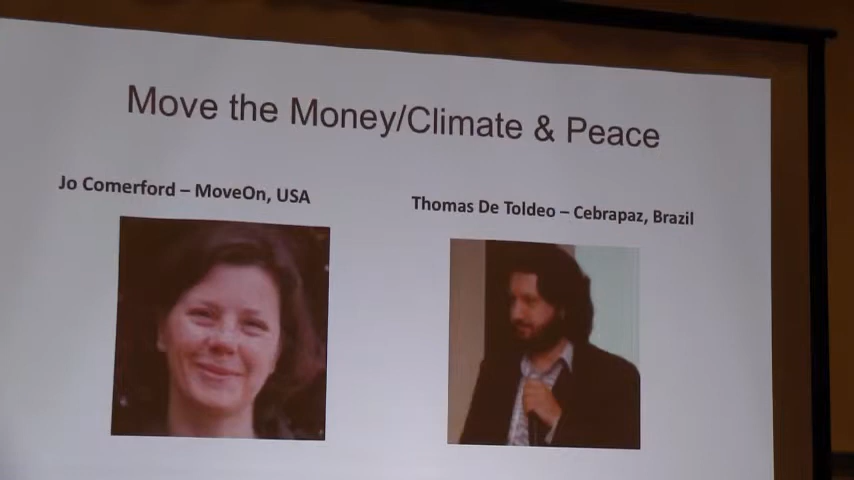 Move the Money/Climate & Peace
Jo Comerford – MoveOn, USA
Thomas De Toldeo – Cebrapaz, Brazil